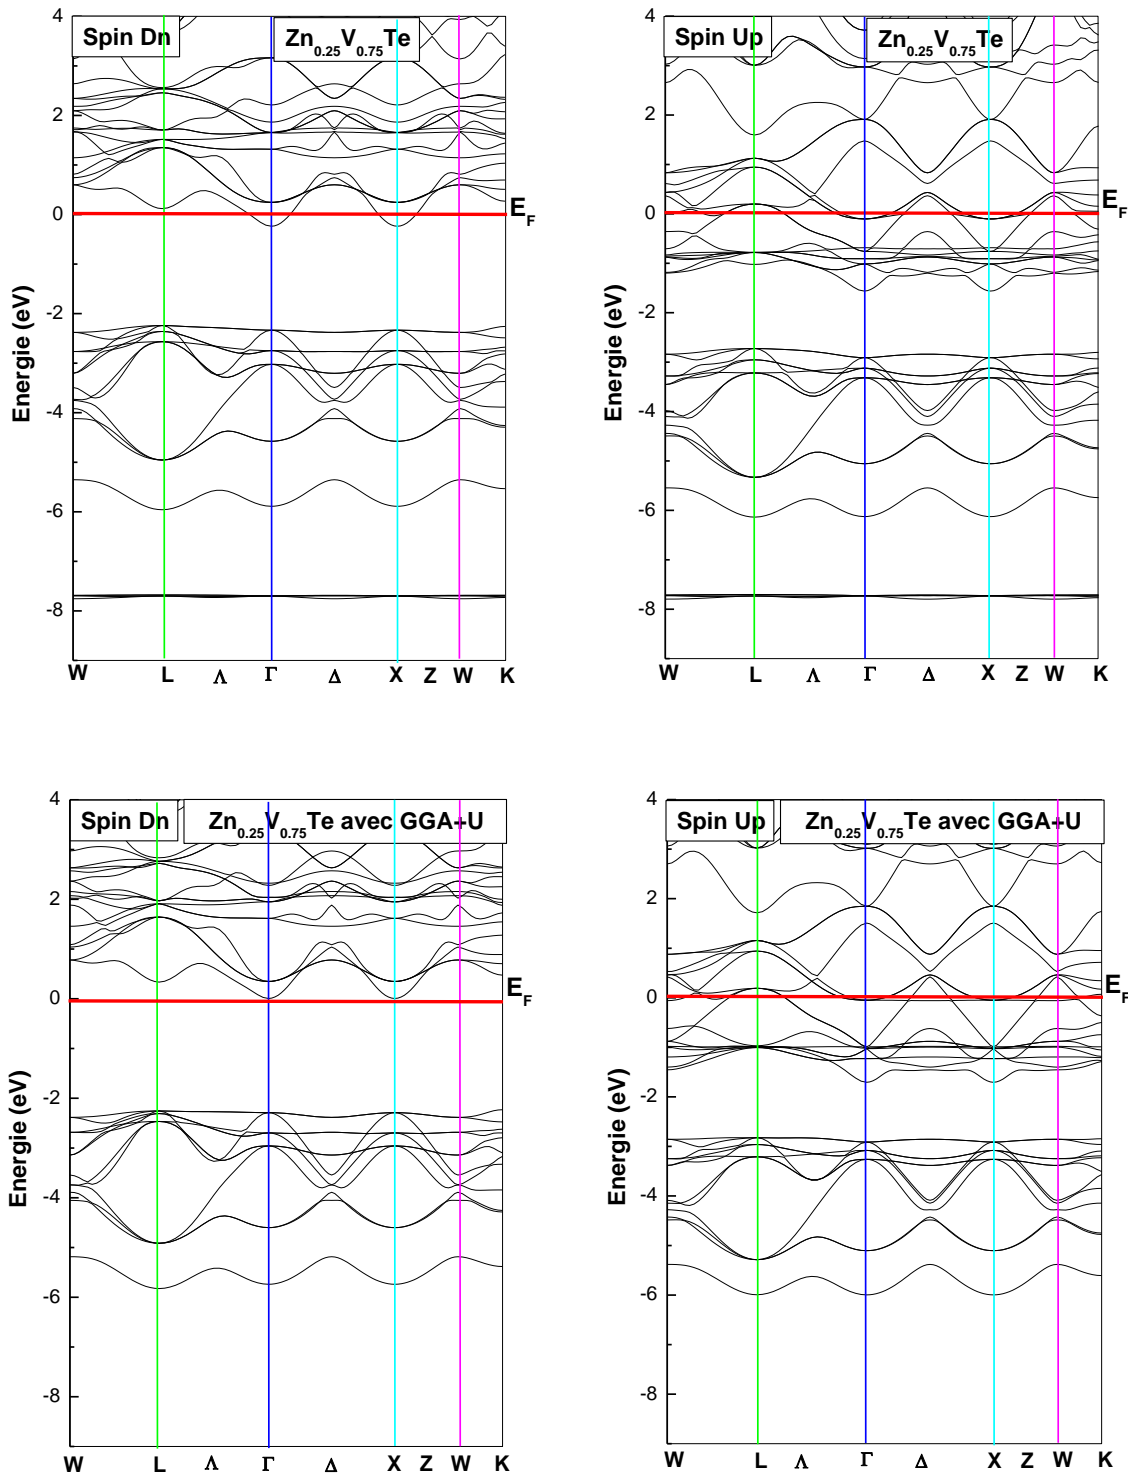 Spin Dn
Zn0.25V0.75Te
4
2
0
-2
-4
-6
-8
EF
Energie (eV)
W L Λ Γ Δ X Z W K
Spin Up
Zn0.25V0.75Te
4
2
0
-2
-4
-6
-8
EF
Energie (eV)
W L Λ Γ Δ X Z W K
Spin Dn
Zn0.25V0.75Te avec GGA+U
4
2
0
-2
-4
-6
-8
EF
Energie (eV)
W L Λ Γ Δ X Z W K
Spin Up
Zn0.25V0.75Te avec GGA+U
4
2
0
-2
-4
-6
-8
EF
Energie (eV)
W L Λ Γ Δ X Z W K